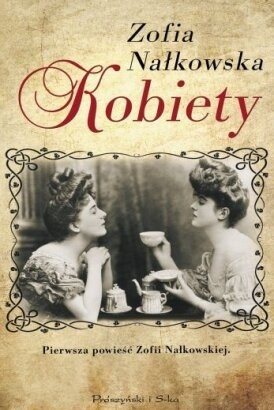 Zofia
Nałkowska
Kobiety
Pierwsza powieść Zofii Nałkowskiej.
Prószyński i S-ka